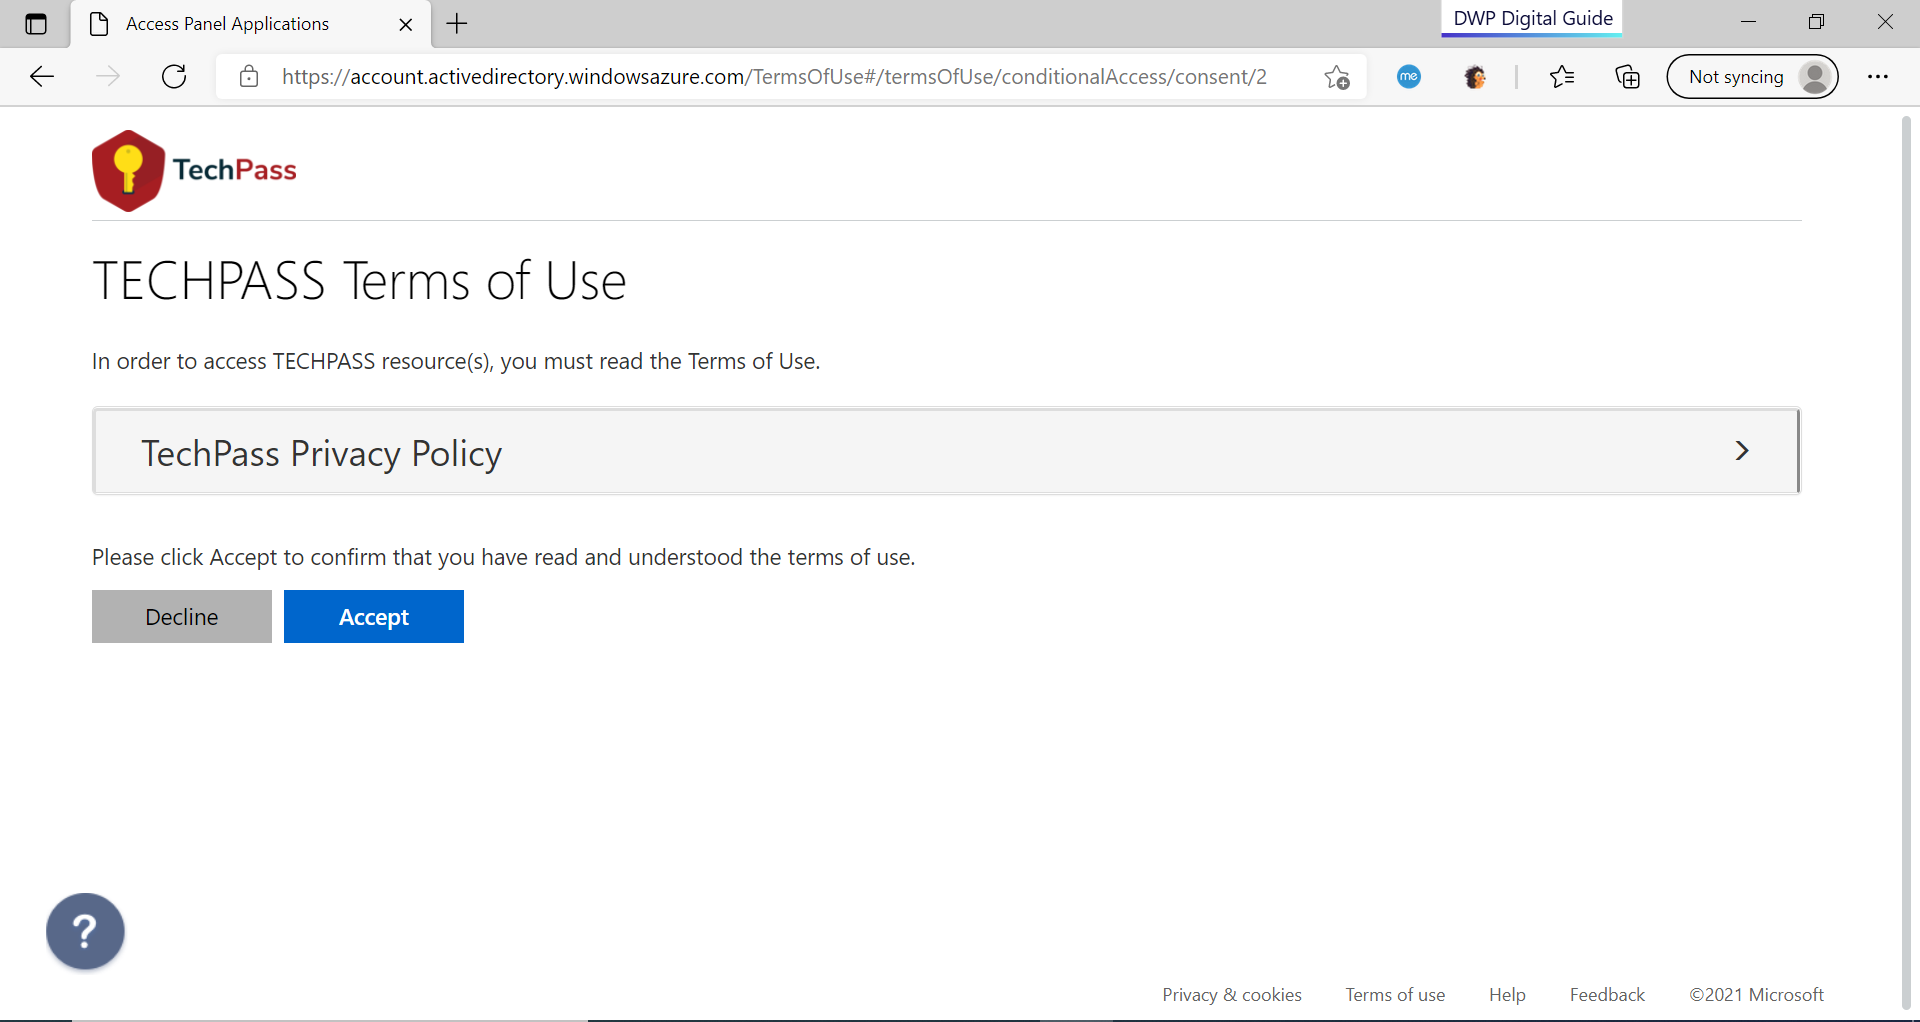 Access Panel Applications
DWP Digital Guide
https://account.activedirectory.windowsazure.com/TermsOfUse#/termsOfUse/conditionalAccess/consent/2
me
Not syncing
TechPass
TECHPASS Terms of Use
In order to access TECHPASS resource(s), you must read the Terms of Use.
TechPass Privacy Policy
Please click Accept to confirm that you have read and understood the terms of use.
Decline
Accept
?
Privacy & cookies
Terms of use
Help
Feedback
©2021 Microsoft